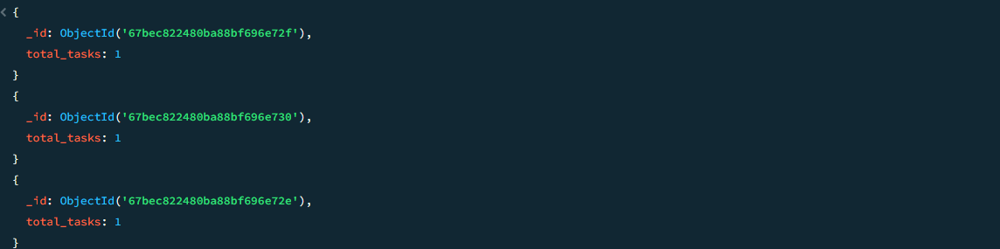 {
_id: ObjectId('67bec822480ba88bf696e72f'),
total_tasks: 1
}
{
_id: ObjectId('67bec822480ba88bf696e730'),
total_tasks: 1
}
{
_id: ObjectId('67bec822480ba88bf696e72e'),
total_tasks: 1
}